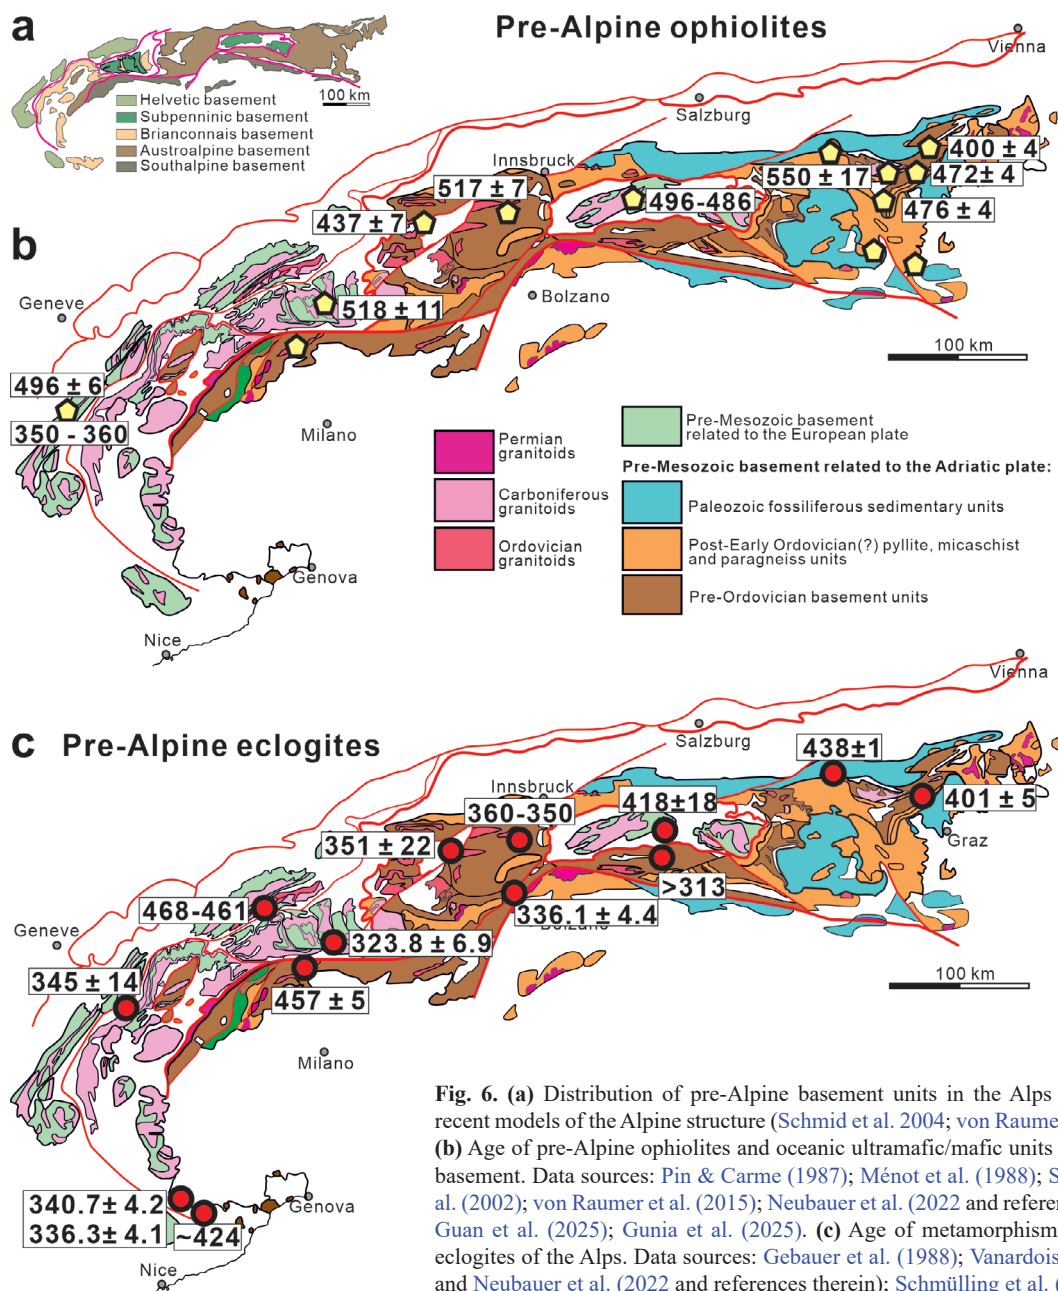 a
Pre-Alpine ophiolites
Vienna
Helvetic basement
Subpenninic basement
Brianconnais basement
Austroalpine basement
Southalpine basement
100 km
Salzburg
Innsbruck
400 ± 4
550 ± 17
472± 4
517 ± 7
496-486
476 ± 4
437 ± 7
b
Geneve
518 ± 11
Bolzano
100 km
496 ± 6
350 - 360
Milano
Permian
granitoids
Carboniferous
granitoids
Ordovician
granitoids
Pre-Mesozoic basement
related to the European plate
Pre-Mesozoic basement related to the Adriatic plate:
Paleozoic fossiliferous sedimentary units
Post-Early Ordovician(?) pyllite, micaschist
and paragneiss units
Pre-Ordovician basement units
Genova
Nice
Vienna
c Pre-Alpine eclogites
Salzburg
438±1
Innsbruck
418±18
401 ± 5
360-350
351 ± 22
Graz
>313
468-461
336.1 ± 4.4
Bolzano
Geneve
323.8 ± 6.9
345 ± 14
457 ± 5
100 km
Milano
Fig. 6. (a) Distribution of pre-Alpine basement units in the Alps
recent models of the Alpine structure (Schmid et al. 2004; von Raume
(b) Age of pre-Alpine ophiolites and oceanic ultramafic/mafic units
basement. Data sources: Pin & Carme (1987); Ménot et al. (1988); S
al. (2002); von Raumer et al. (2015); Neubauer et al. (2022 and refere
Guan et al. (2025); Gunia et al. (2025). (c) Age of metamorphism
eclogites of the Alps. Data sources: Gebauer et al. (1988); Vanardois
and Neubauer et al. (2022 and references therein); Schmülling et al. (
340.7± 4.2
336.3± 4.1
~424
Genova
Nice